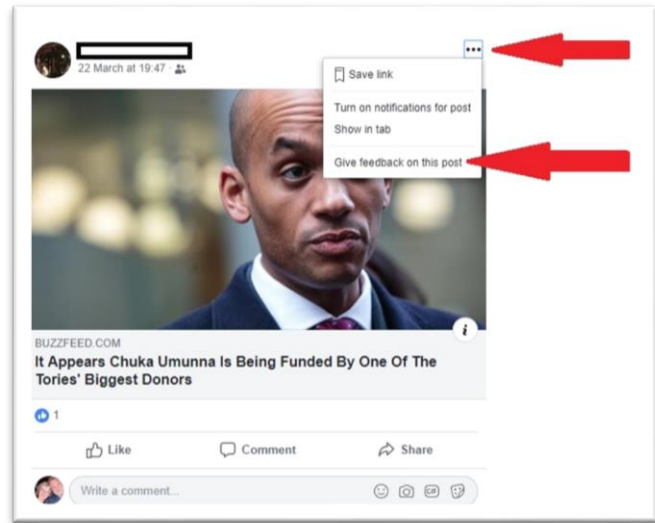 22 March at 19:47 ·
Save link
Turn on notifications for post
Show in tab
Give feedback on this post
i
BUZZFEED.COM
It Appears Chuka Umunna Is Being Funded By One Of The
Tories' Biggest Donors
1
Like Comment Share
Write a comment...
GIF